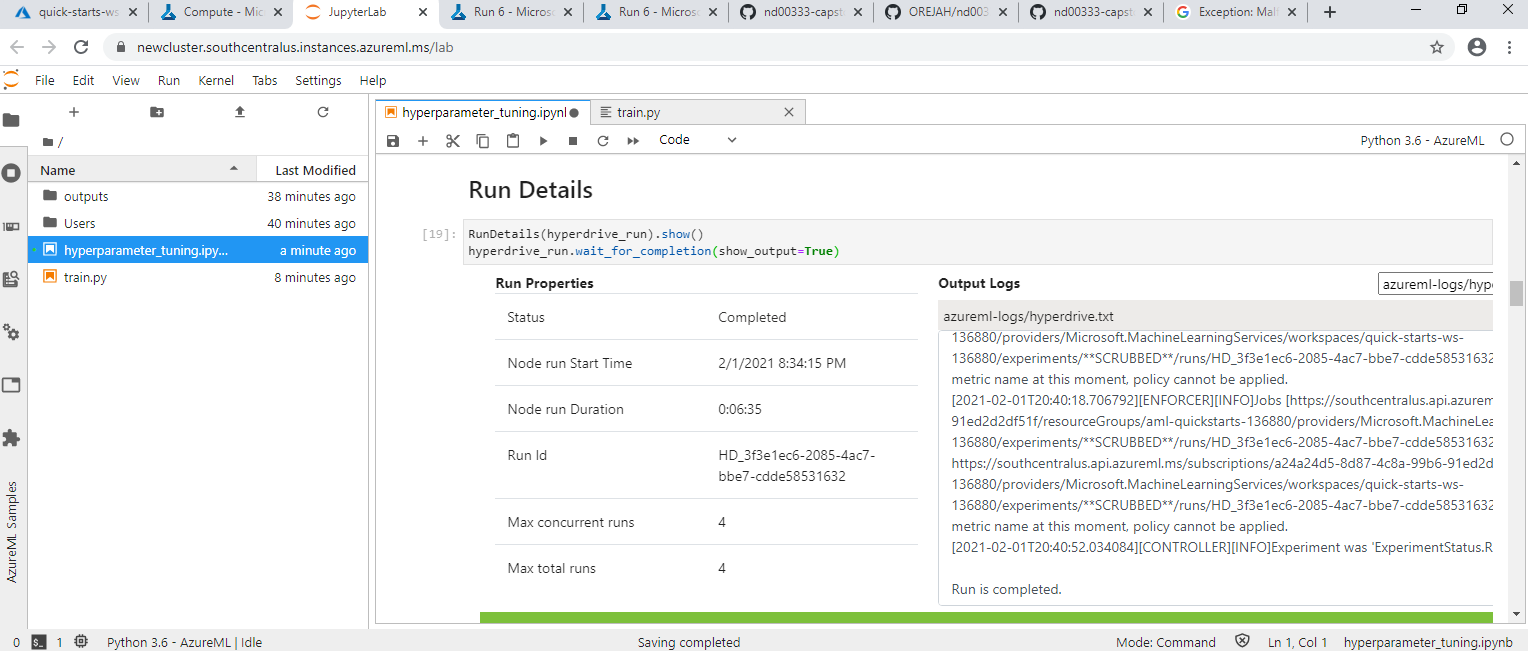 quick-starts-ws
Compute - Mic
JupyterLab
Run 6 - Micros
Run 6 - Micros
nd00333-capst
OREJAH/nd003
nd00333-capst
Exception: Malf
newcluster.southcentralus.instances.azureml.ms/lab
File Edit View Run Kernel Tabs Settings Help
hyperparameter_tuning.ipynl
train.py
/
Code
Python 3.6 - AzureML
Name Last Modified
outputs 38 minutes ago
Users 40 minutes ago
hyperparameter_tuning.ipy... a minute ago
train.py 8 minutes ago
AzureML Samples
Run Details
[19]: RunDetails(hyperdrive_run).show()
hyperdrive_run.wait_for_completion(show_output=True)
Run Properties
Status Completed
Node run Start Time 2/1/2021 8:34:15 PM
Node run Duration 0:06:35
Run Id HD_3f3e1ec6-2085-4ac7-
bbe7-cdde58531632
Max concurrent runs 4
Max total runs 4
Output Logs azureml-logs/hype
azureml-logs/hyperdrive.txt
136880/providers/Microsoft.MachineLearningServices/workspaces/quick-starts-ws-
136880/experiments/**SCRUBBED**/runs/HD_3f3e1ec6-2085-4ac7-bbe7-cdde58531632
metric name at this moment, policy cannot be applied.
[2021-02-01T20:40:18.706792][ENFORCER][INFO]Jobs [https://southcentralus.api.azurem
91ed2d2df51f/resourceGroups/aml-quickstarts-136880/providers/Microsoft.MachineLea
136880/experiments/**SCRUBBED**/runs/HD_3f3e1ec6-2085-4ac7-bbe7-cdde58531632
https://southcentralus.api.azureml.ms/subscriptions/a24a24d5-8d87-4c8a-99b6-91ed2d
136880/providers/Microsoft.MachineLearningServices/workspaces/quick-starts-ws-
136880/experiments/**SCRUBBED**/runs/HD_3f3e1ec6-2085-4ac7-bbe7-cdde58531632
metric name at this moment, policy cannot be applied.
[2021-02-01T20:40:52.034084][CONTROLLER][INFO]Experiment was 'ExperimentStatus.R
Run is completed.
0 1 Python 3.6 - AzureML | Idle
Saving completed
Mode: Command
Ln 1, Col 1
hyperparameter_tuning.ipynb